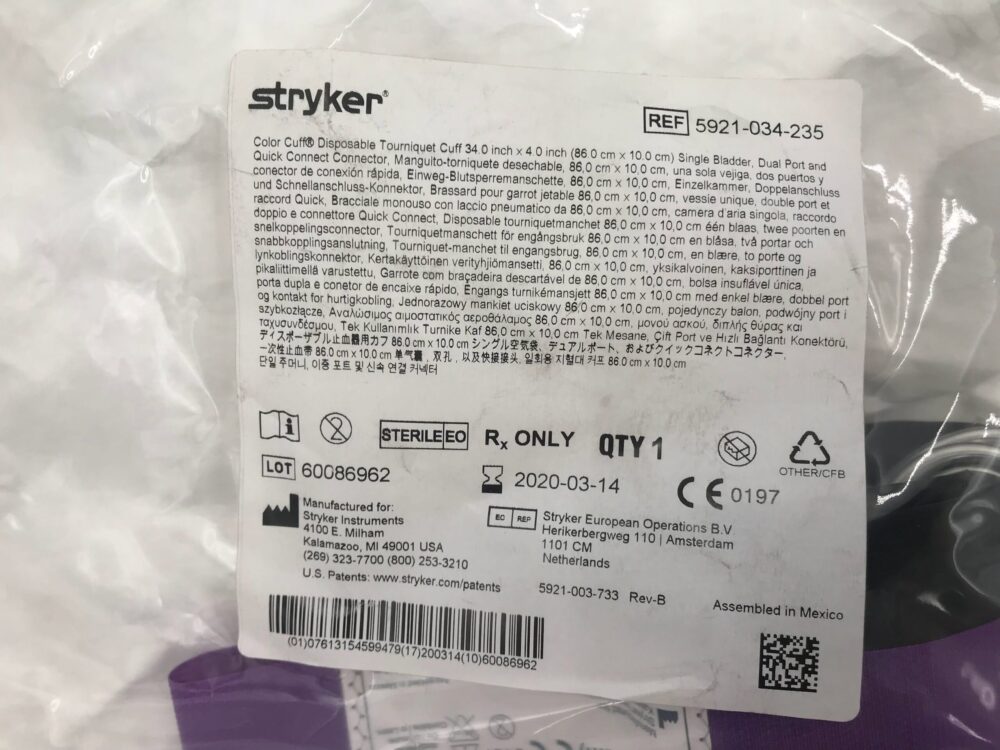 stryker®
REF 5921-034-235
Color Cuff® Disposable Tourniquet Cuff 34.0 inch x 4.0 inch (86.0 cm x 10.0 cm) Single Bladder, Dual Port and
Quick Connect Connector, Manguito-torniquete desechable, 86,0 cm x 10,0 cm, una sola vejiga, dos puertos y
conector de conexión rápida, Einweg-Blutsperremanschette, 86,0 cm x 10,0 cm, Einzelkammer, Doppelanschluss
und Schnellanschluss-Konnektor, Brassard pour garrot jetable 86,0 cm x 10,0 cm, vessie unique, double port et
raccord Quick, Bracciale monouso con laccio pneumatico da 86,0 cm x 10,0 cm, camera d'aria singola, raccordo
doppio e connettore Quick Connect, Disposable tourniquetmanchet 86,0 cm x 10,0 cm één blaas, twee poorten en
snelkoppelingsconnector, Tourniquetmanschett för engångsbruk 86,0 cm x 10,0 cm en blåsa, två portar och
snabbkopplingsanslutning, Tourniquet-manchet til engangsbrug, 86,0 cm x 10,0 cm, en blære, to porte og
lynkoblingskonnektor, Kertakäyttöinen verityhjiömansetti, 86,0 cm x 10,0 cm, yksikalvoinen, kaksiporttinen ja
pikaliittimellä varustettu, Garrote com braçadeira descartável de 86,0 cm x 10,0 cm, bolsa insuflável única,
porta dupla e conetor de encaixe rápido, Engangs turnikémansjett 86,0 cm x 10,0 cm med enkel blære, dobbel port
og kontakt for hurtigkobling, Jednorazowy mankiet uciskowy 86,0 cm x 10,0 cm, pojedynczy balon, podwójny port i
szybkozłącze, Αναλώσιμος αιμοστατικός αεροθάλαμος 86,0 cm x 10,0 cm, μονού ασκού, διπλής θύρας και
ταχυσυνδέσμου, Tek Kullanımlık Turnike Kaf 86,0 cm x 10,0 cm Tek Mesane, Çift Port ve Hızlı Bağlantı Konektörü,
ディスポーザブル止血器用カフ 86.0 cm x 10.0 cm シングル空気袋、デュアルポート、およびクイックコネクトコネクター,
一次性止血带 86.0 cm x 10.0 cm 单气囊，双孔，以及快接接头, 일회용 지혈대 커프 86.0 cm x 10.0 cm
단일 주머니, 이중 포트 및 신속 연결 커넥터
2 STERILE EO Rx ONLY QTY 1
OTHER/CFB
LOT 60086962
2020-03-14
CE 0197
Manufactured for:
Stryker Instruments
4100 E. Milham
Kalamazoo, MI 49001 USA
(269) 323-7700 (800) 253-3210
EC REP
Stryker European Operations B.V
Herikerbergweg 110 | Amsterdam
1101 CM
Netherlands
U.S. Patents: www.stryker.com/patents
5921-003-733 Rev-B
Assembled in Mexico
(01)07613154599479(17)200314(10)60086962